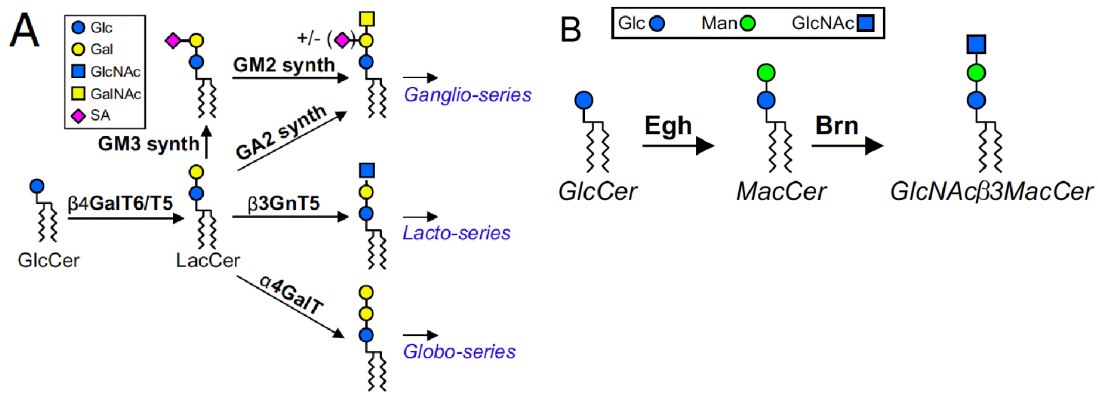 A
Glc
Gal
GlcNAc
GalNAc
SA
+/- ( )
GM2 synth
Ganglio-series
GM3 synth
GA2 synth
β4GalT6/T5
β3GnT5
GlcCer
LacCer
Lacto-series
α4GalT
Globo-series
B
Glc Man GlcNAc
Egh
Brn
GlcCer
MacCer
GlcNAcβ3MacCer